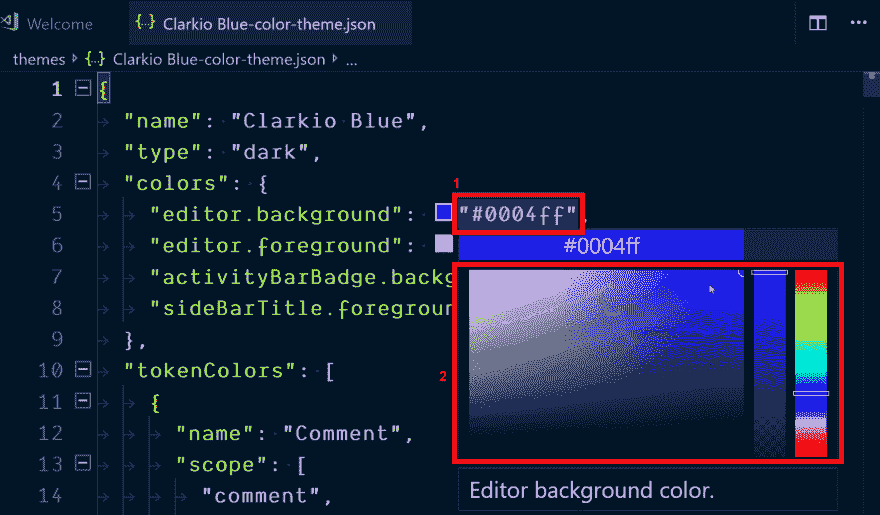 Welcome
{..} Clarkio Blue-color-theme.json
...
themes > {..} Clarkio Blue-color-theme.json > ...
1 {
2 "name": "Clarkio Blue",
3 "type": "dark",
4 "colors": {
1
5 "editor.background": "#0004ff",
6 "editor.foreground":
#0004ff
7 "activityBarBadge.backg
8 "sideBarTitle.foregroun
9 },
10 "tokenColors": [
2
11 {
12 "name": "Comment",
13 "scope": [
14 "comment",
Editor background color.